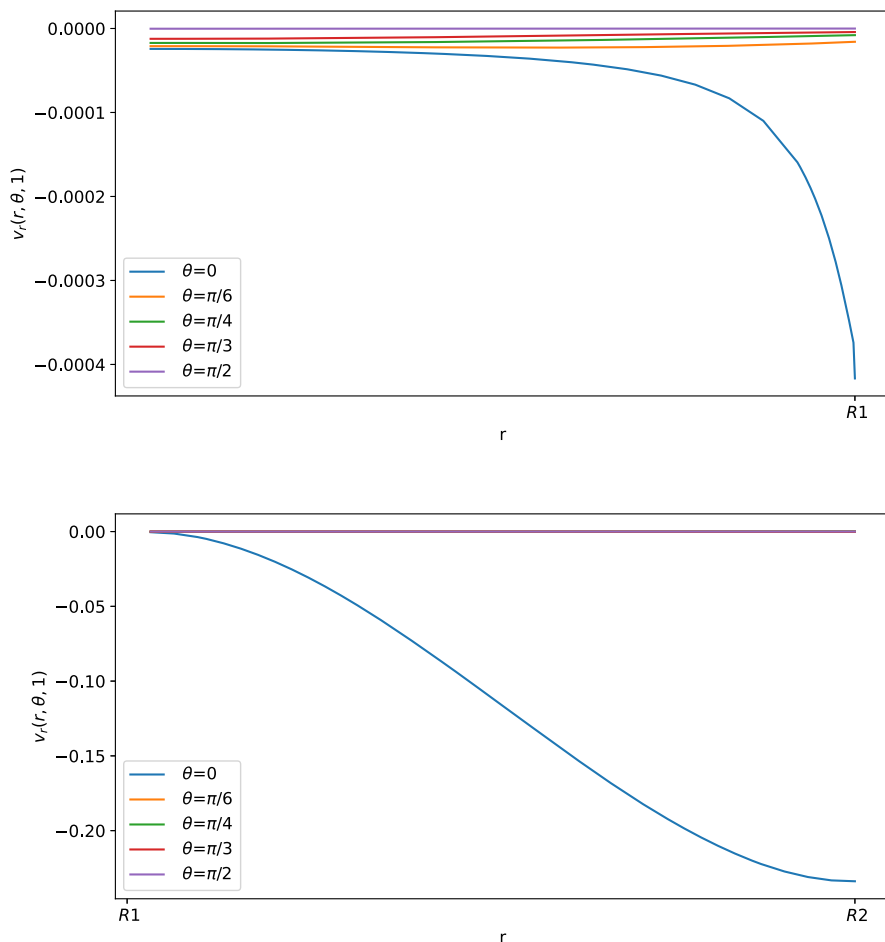 0.0000
−0.0001
−0.0002
−0.0003
−0.0004
v_r(r, θ, 1)
θ=0
θ=π/6
θ=π/4
θ=π/3
θ=π/2
R1
r
0.00
−0.05
−0.10
−0.15
−0.20
v_r(r, θ, 1)
θ=0
θ=π/6
θ=π/4
θ=π/3
θ=π/2
R1 R2
r